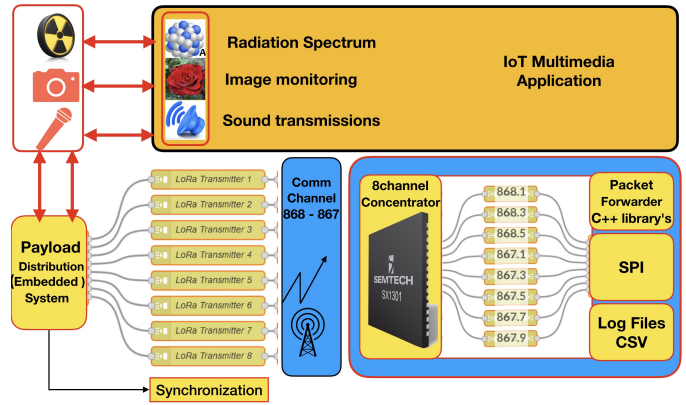 A
Radiation Spectrum
Image monitoring
Sound transmissions
IoT Multimedia
Application
Payload
Distribution
(Embedded )
System
LoRa Transmitter 1
LoRa Transmitter 2
LoRa Transmitter 3
LoRa Transmitter 4
LoRa Transmitter 5
LoRa Transmitter 6
LoRa Transmitter 7
LoRa Transmitter 8
Synchronization
Comm
Channel
868 - 867
8channel
Concentrator
SEMTECH
SX1301
868.1
868.3
868.5
867.1
867.3
867.5
867.7
867.9
Packet
Forwarder
C++ library's
SPI
Log Files
CSV